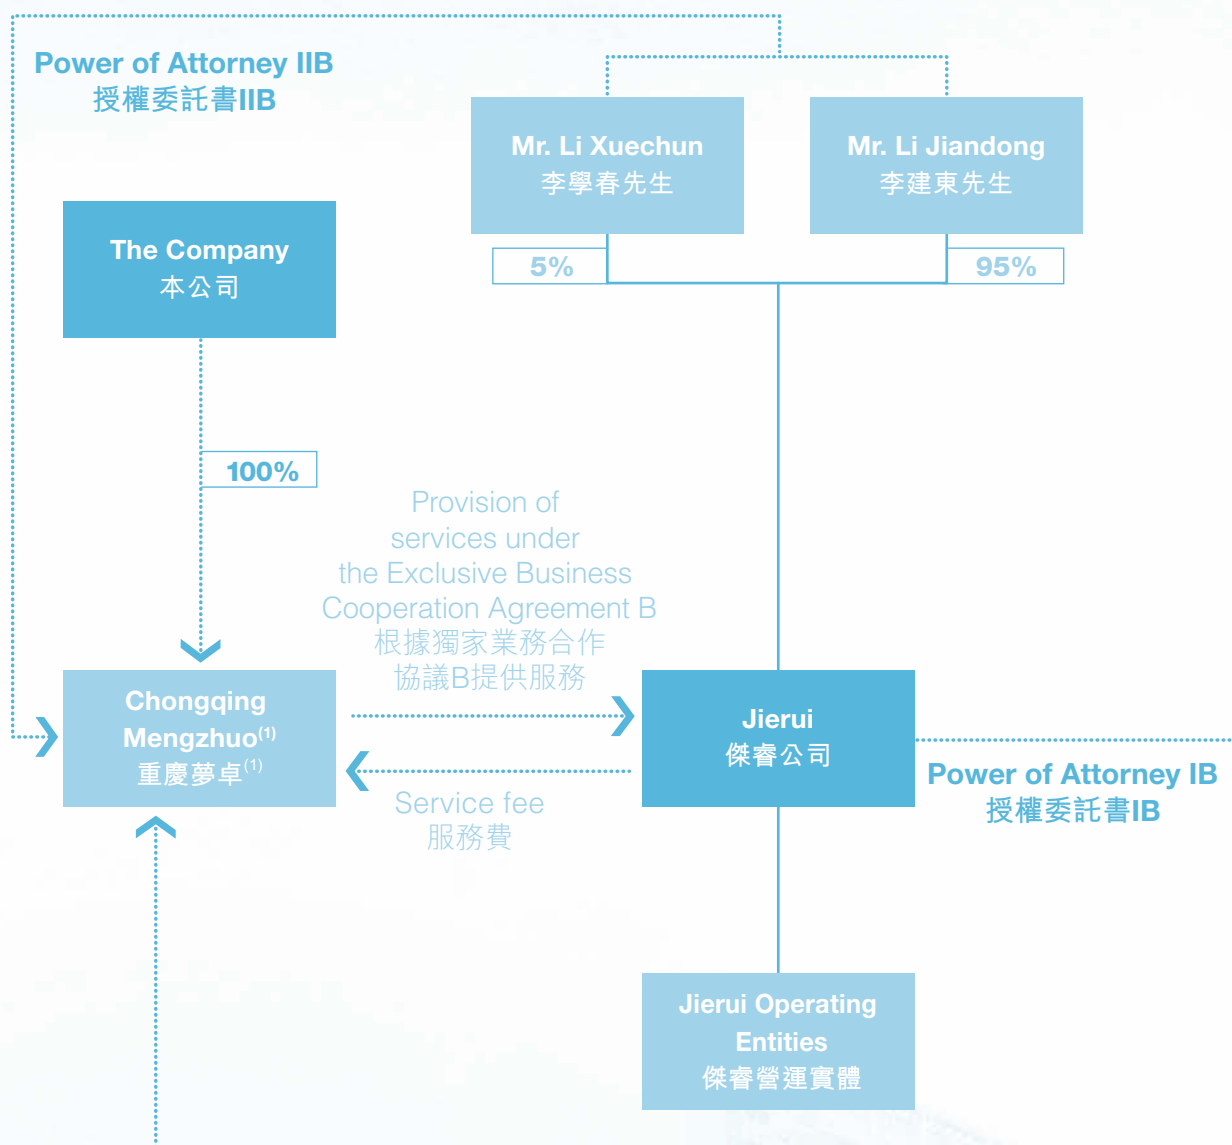 Power of Attorney IIB
授權委託書IIB
Mr. Li Xuechun
李學春先生
Mr. Li Jiandong
李建東先生
The Company
本公司
5%
95%
100%
Provision of
services under
the Exclusive Business
Cooperation Agreement B
根據獨家業務合作
協議B提供服務
Chongqing
Mengzhuo(1)
重慶夢卓(1)
Jierui
傑睿公司
Power of Attorney IB
授權委託書IB
Service fee
服務費
Jierui Operating
Entities
傑睿營運實體